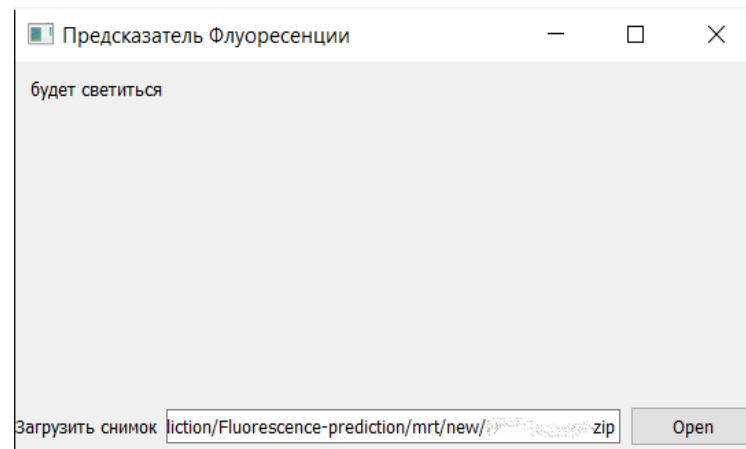 Предсказатель Флуоресенции
будет светиться
Загрузить снимок liction/Fluorescence-prediction/mrt/new/ zip Open